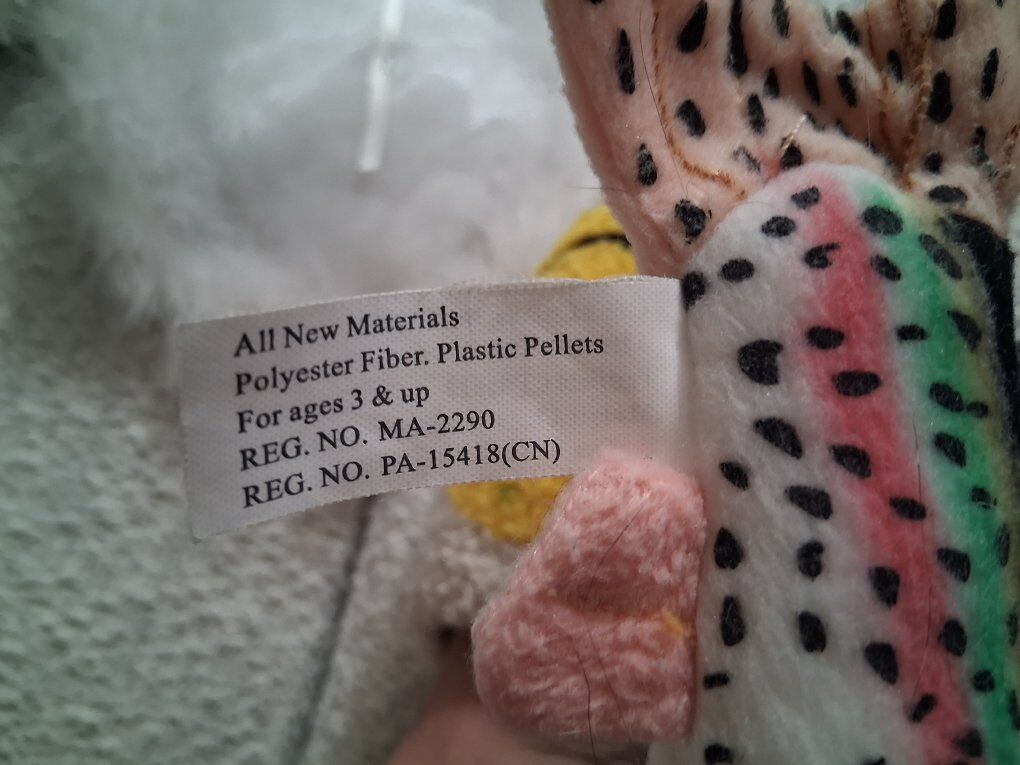 All New Materials
Polyester Fiber. Plastic Pellets
For ages 3 & up
REG. NO. MA-2290
REG. NO. PA-15418(CN)